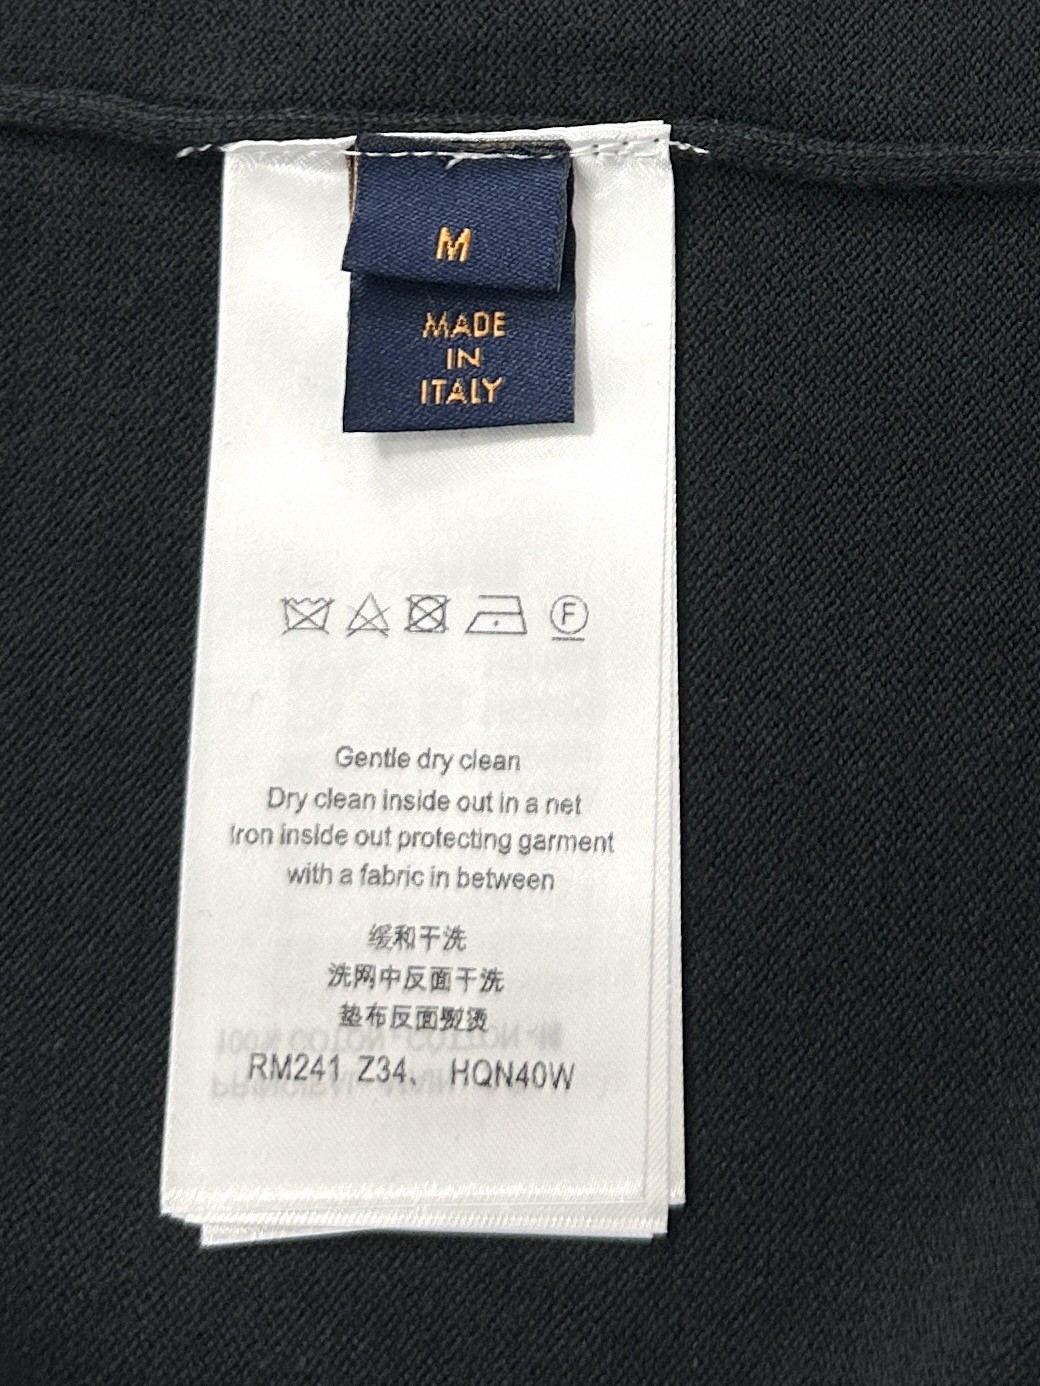 M
MADE
IN
ITALY
F
Gentle dry clean
Dry clean inside out in a net
Iron inside out protecting garment
with a fabric in between
缓和干洗
洗网中反面干洗
垫布反面熨烫
RM241 Z34、 HQN40W